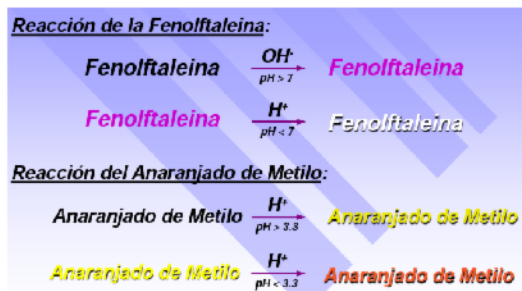 Reacción de la Fenolftaleina:
Fenolftaleina OH- pH > 7 Fenolftaleina
Fenolftaleina H+ pH < 7 Fenolftaleina
Reacción del Anaranjado de Metilo:
Anaranjado de Metilo H+ pH > 3.3 Anaranjado de Metilo
Anaranjado de Metilo H+ pH < 3.3 Anaranjado de Metilo